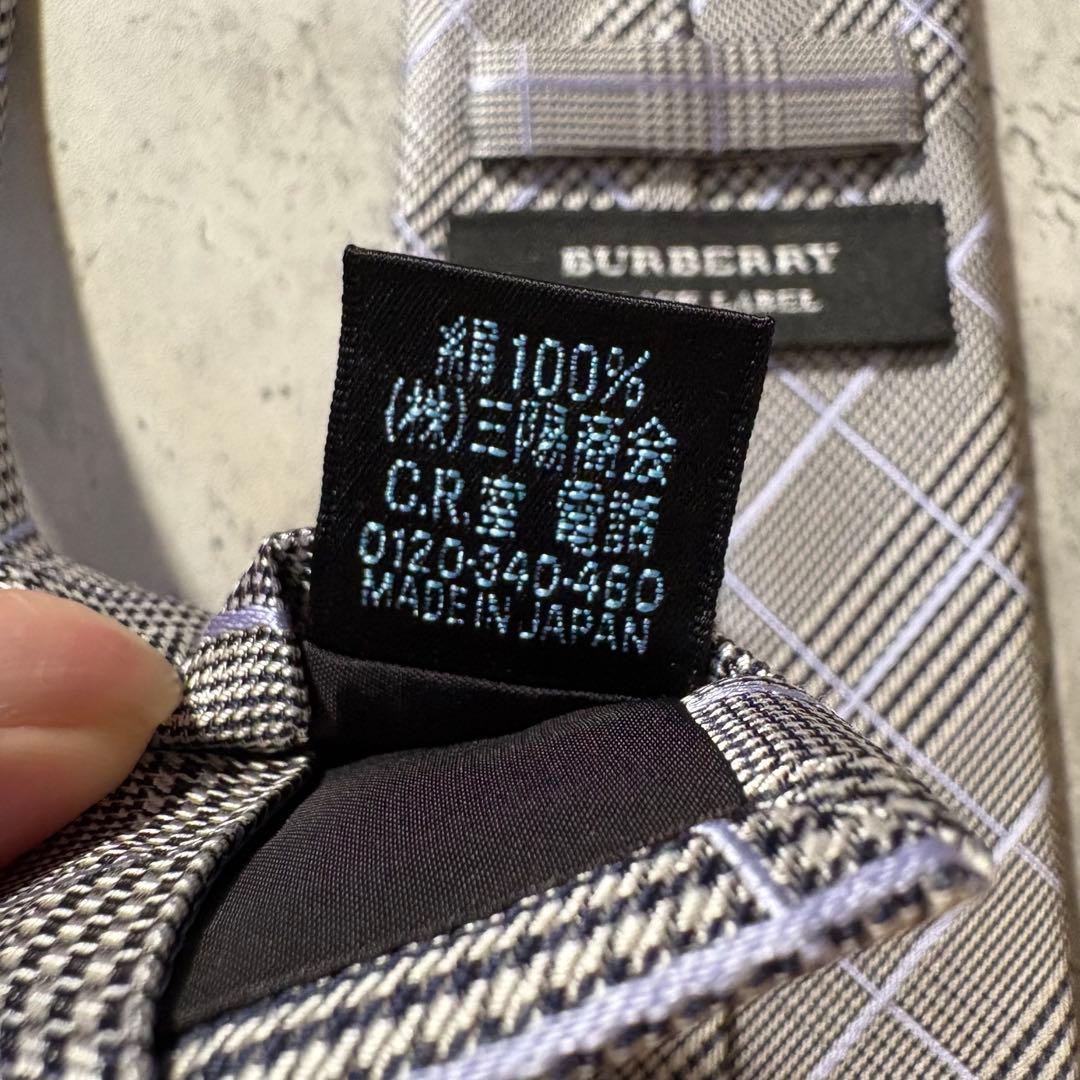 BURBERRY
LABEL
絹100%
(株)三陽商会
C.R.室 電話
0120-340-460
MADE IN JAPAN